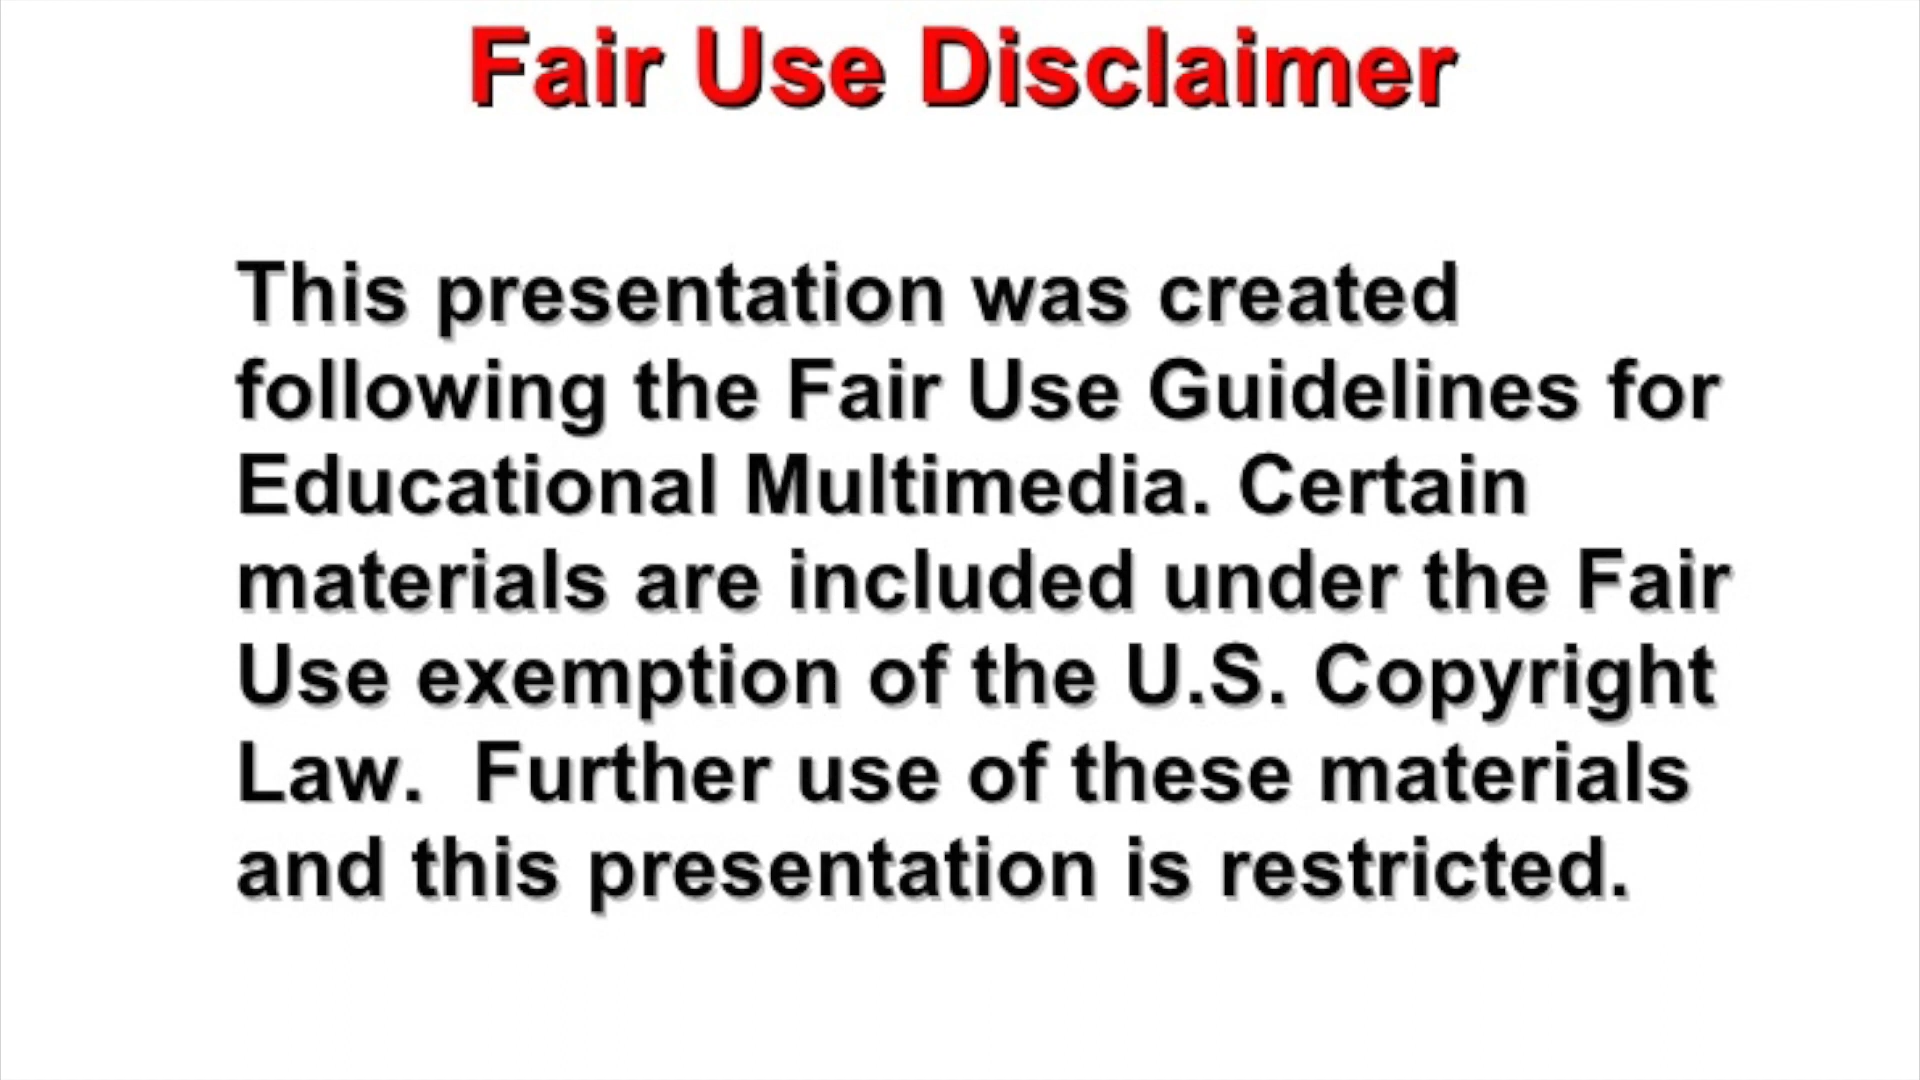 Fair Use Disclaimer
This presentation was created
following the Fair Use Guidelines for
Educational Multimedia. Certain
materials are included under the Fair
Use exemption of the U.S. Copyright
Law.  Further use of these materials
and this presentation is restricted.